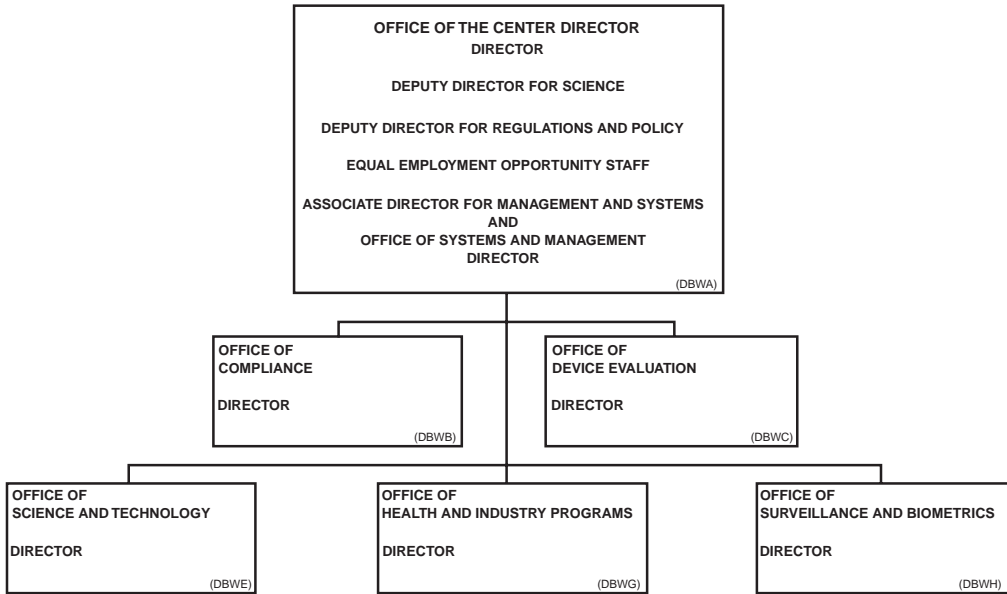 OFFICE OF THE CENTER DIRECTOR
DIRECTOR
DEPUTY DIRECTOR FOR SCIENCE
DEPUTY DIRECTOR FOR REGULATIONS AND POLICY
EQUAL EMPLOYMENT OPPORTUNITY STAFF
ASSOCIATE DIRECTOR FOR MANAGEMENT AND SYSTEMS
AND
OFFICE OF SYSTEMS AND MANAGEMENT
DIRECTOR
(DBWA)
OFFICE OF
COMPLIANCE
DIRECTOR
(DBWB)
OFFICE OF
DEVICE EVALUATION
DIRECTOR
(DBWC)
OFFICE OF
SCIENCE AND TECHNOLOGY
DIRECTOR
(DBWE)
OFFICE OF
HEALTH AND INDUSTRY PROGRAMS
DIRECTOR
(DBWG)
OFFICE OF
SURVEILLANCE AND BIOMETRICS
DIRECTOR
(DBWH)